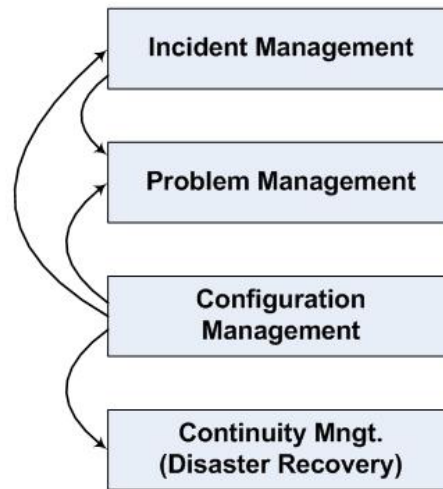 Incident Management
Problem Management
Configuration
Management
Continuity Mngt.
(Disaster Recovery)